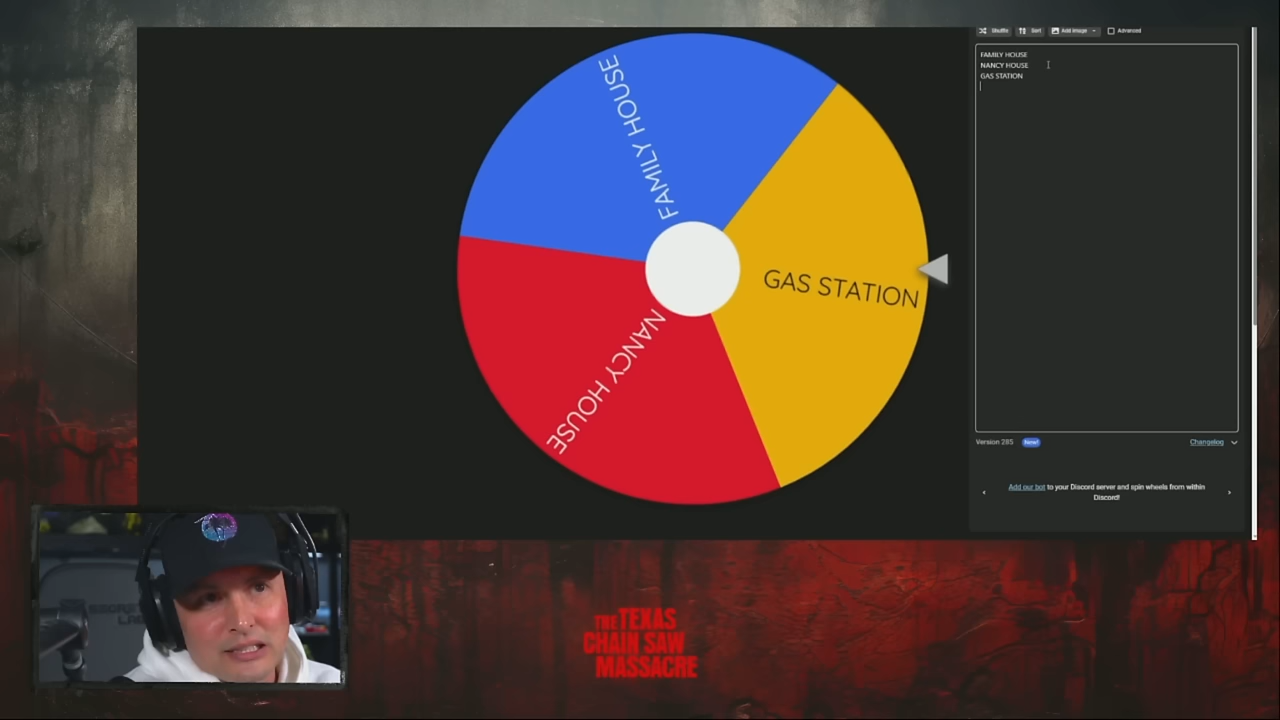 Shuffle Sort Add image Advanced
FAMILY HOUSE
NANCY HOUSE
GAS STATION
FAMILY HOUSE
GAS STATION
NANCY HOUSE
Version 285 New! Changelog
Add our bot to your Discord server and spin wheels from within
Discord!
THE TEXAS
CHAIN SAW
MASSACRE